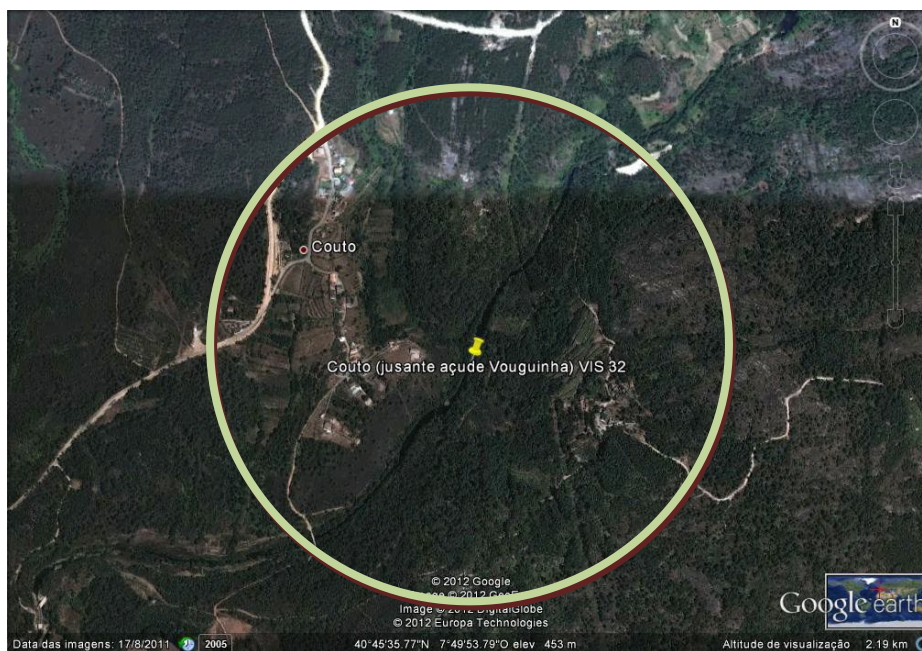 N
Couto
Couto (jusante açude Vouguinha) VIS 32
© 2012 Google
© 2012
Image © 2012 DigitalGlobe
© 2012 Europa Technologies
Google earth
Data das imagens: 17/8/2011 2005 40°45'35.77"N 7°49'53.79"O elev 453 m Altitude de visualização 2.19 km